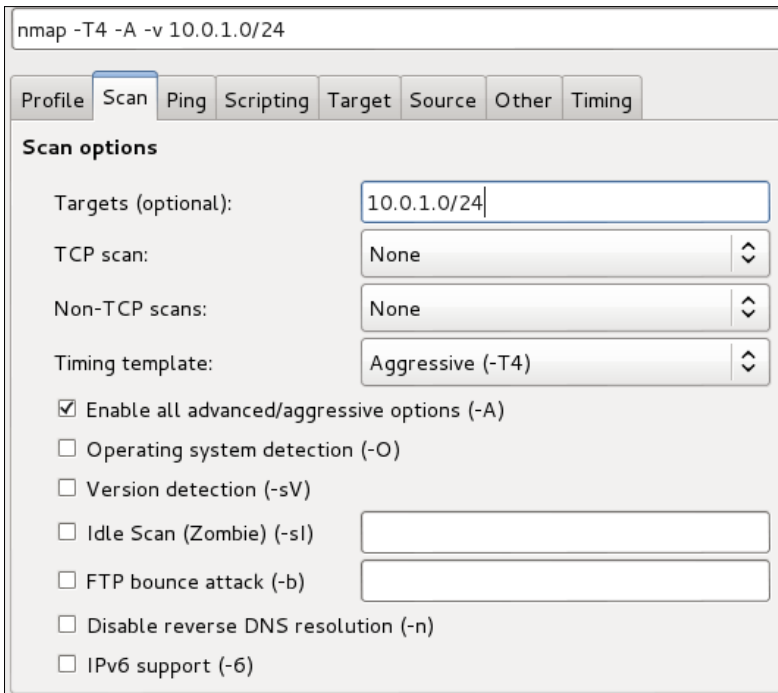 nmap -T4 -A -v 10.0.1.0/24
Profile Scan Ping Scripting Target Source Other Timing
Scan options
Targets (optional): 10.0.1.0/24
TCP scan: None
Non-TCP scans: None
Timing template: Aggressive (-T4)
Enable all advanced/aggressive options (-A)
Operating system detection (-O)
Version detection (-sV)
Idle Scan (Zombie) (-sI)
FTP bounce attack (-b)
Disable reverse DNS resolution (-n)
IPv6 support (-6)